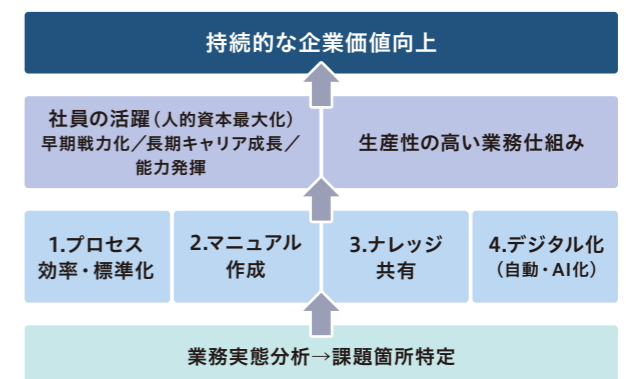 持続的な企業価値向上
社員の活躍（人的資本最大化）
早期戦力化／長期キャリア成長／
能力発揮
生産性の高い業務仕組み
1.プロセス
効率・標準化
2.マニュアル
作成
3.ナレッジ
共有
4.デジタル化
（自動・AI化）
業務実態分析→課題箇所特定